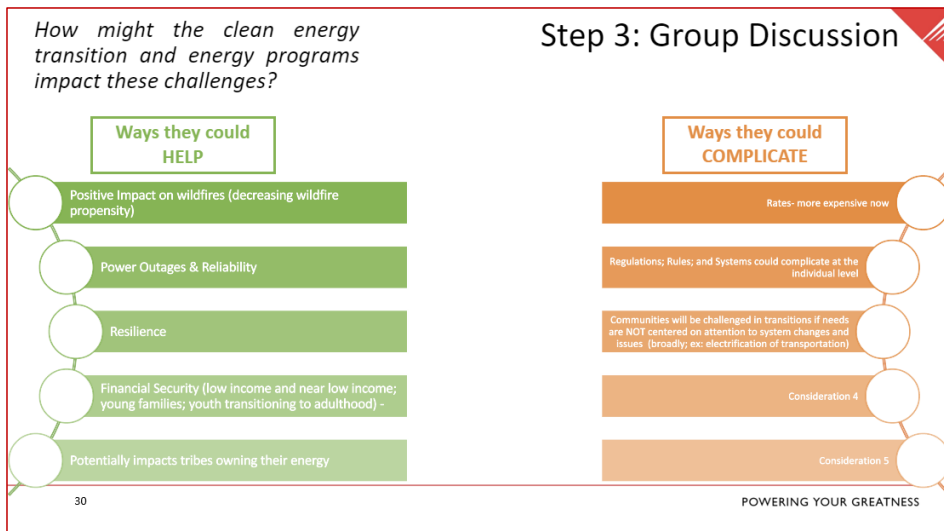 How might the clean energy
transition and energy programs
impact these challenges?
Step 3: Group Discussion
Ways they could
HELP
Positive Impact on wildfires (decreasing wildfire
propensity)
Power Outages & Reliability
Resilience
Financial Security (low income and near low income;
young families; youth transitioning to adulthood) -
Potentially impacts tribes owning their energy
Ways they could
COMPLICATE
Rates- more expensive now
Regulations; Rules; and Systems could complicate at the
individual level
Communities will be challenged in transitions if needs
are NOT centered on attention to system changes and
issues (broadly; ex: electrification of transportation)
Consideration 4
Consideration 5
30
POWERING YOUR GREATNESS